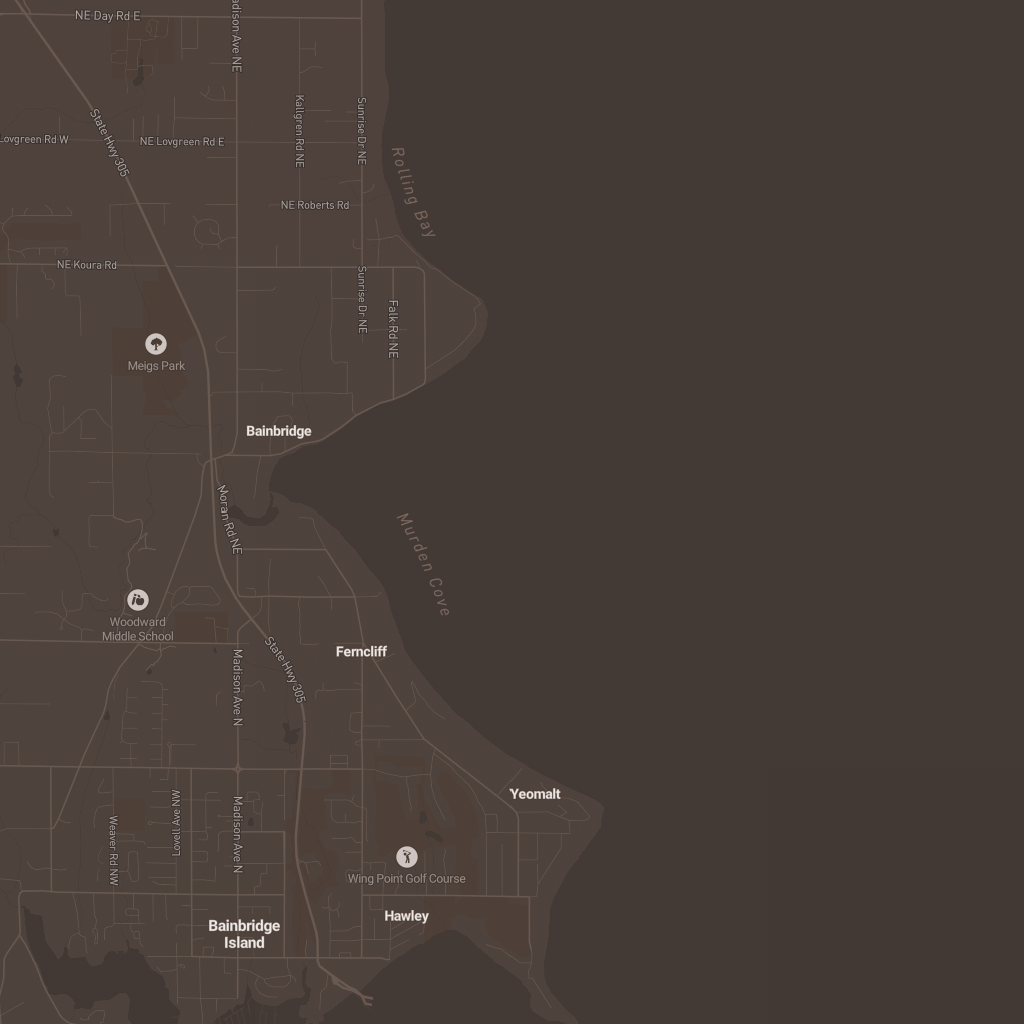 NE Day Rd E
Madison Ave NE
Kallgren Rd NE
Sunrise Dr NE
State Hwy 305
Lovgreen Rd W
NE Lovgreen Rd E
Rolling Bay
NE Roberts Rd
NE Koura Rd
Sunrise Dr NE
Falk Rd NE
Meigs Park
Bainbridge
Moran Rd NE
Murden Cove
Woodward
Middle School
Ferncliff
State Hwy 305
Madison Ave N
Yeomalt
Lovell Ave NW
Madison Ave N
Weaver Rd NW
Wing Point Golf Course
Hawley
Bainbridge
Island